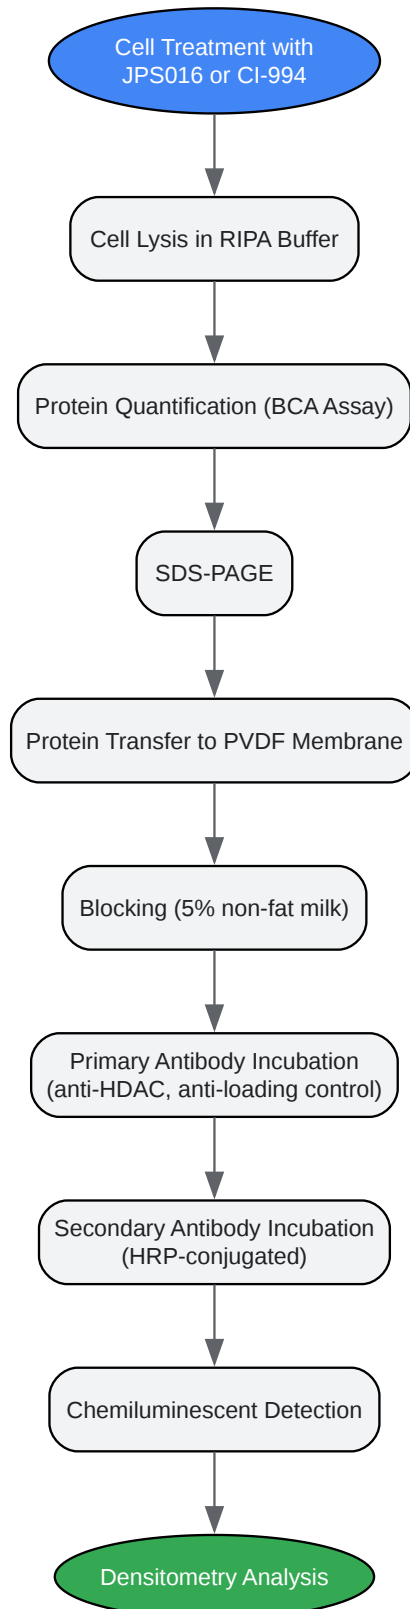 Cell Treatment with
JPS016 or CI-994
Cell Lysis in RIPA Buffer
Protein Quantification (BCA Assay)
SDS-PAGE
Protein Transfer to PVDF Membrane
Blocking (5% non-fat milk)
Primary Antibody Incubation
(anti-HDAC, anti-loading control)
Secondary Antibody Incubation
(HRP-conjugated)
Chemiluminescent Detection
Densitometry Analysis